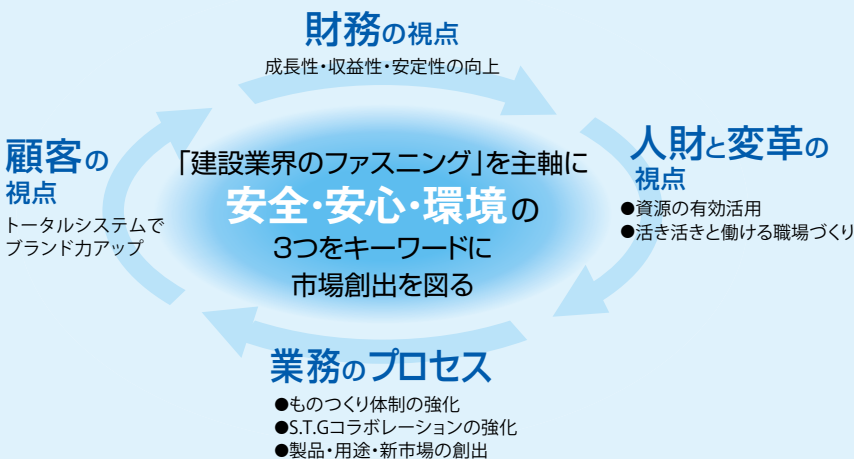 財務の視点
成長性・収益性・安定性の向上
顧客の
視点
トータルシステムで
ブランド力アップ
「建設業界のファスニング」を主軸に
安全・安心・環境の
3つをキーワードに
市場創出を図る
人財と変革の
視点
●資源の有効活用
●活き活きと働ける職場づくり
業務のプロセス
●ものつくり体制の強化
●S.T.Gコラボレーションの強化
●製品・用途・新市場の創出